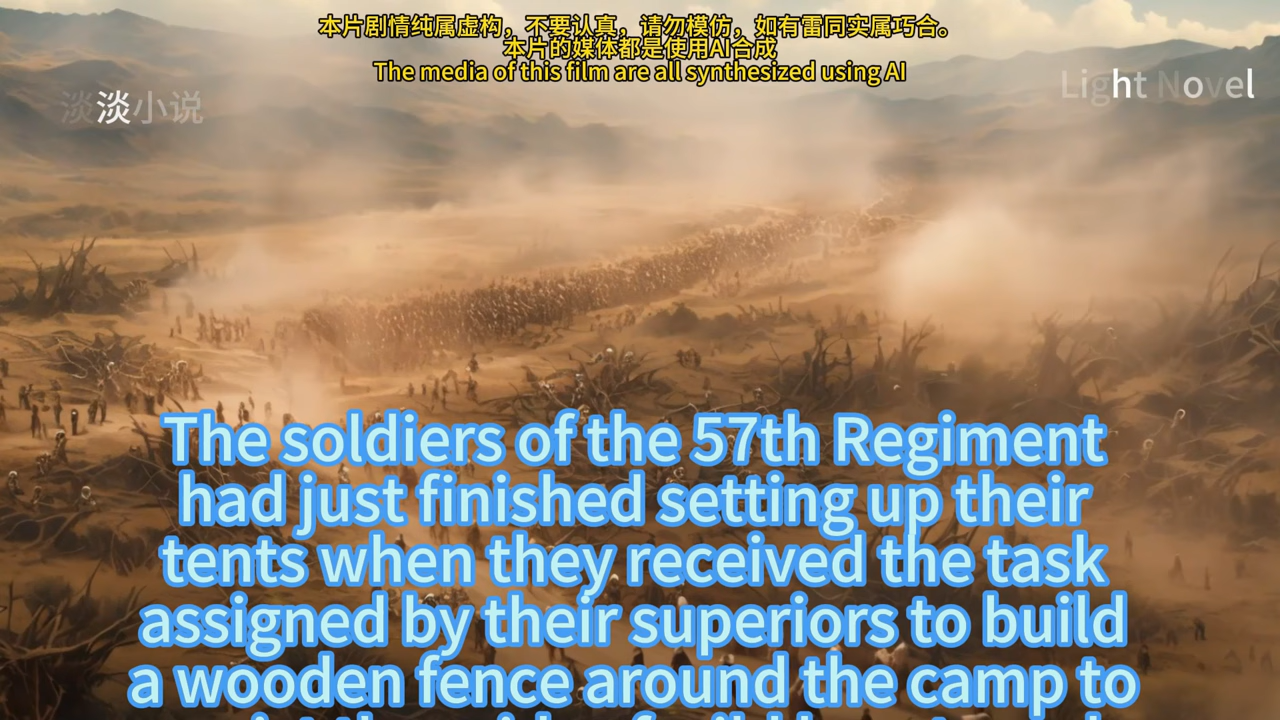 本片剧情纯属虚构，不要认真，请勿模仿，如有雷同实属巧合。
本片的媒体都是使用AI合成
The media of this film are all synthesized using AI
淡淡小说
Light Novel
The soldiers of the 57th Regiment
had just finished setting up their
tents when they received the task
assigned by their superiors to build
a wooden fence around the camp to